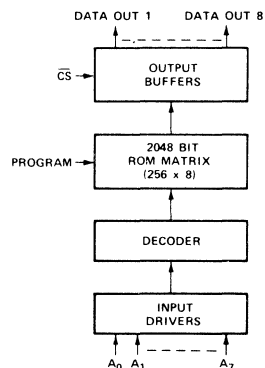 DATA OUT 1 DATA OUT 8
OUTPUT
BUFFERS
C̅S̅
2048 BIT
ROM MATRIX
(256 x 8)
PROGRAM
DECODER
INPUT
DRIVERS
A₀ A₁ A₇